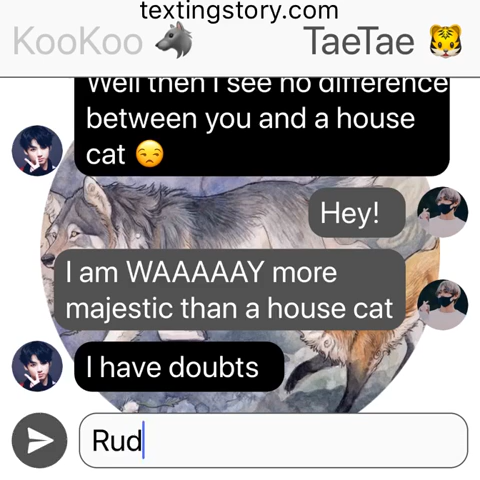 textingstory.com
KooKoo 🐺 TaeTae 🐯
Well then I see no difference
between you and a house
cat 😒
Hey!
I am WAAAAAY more
majestic than a house cat
I have doubts
Rud